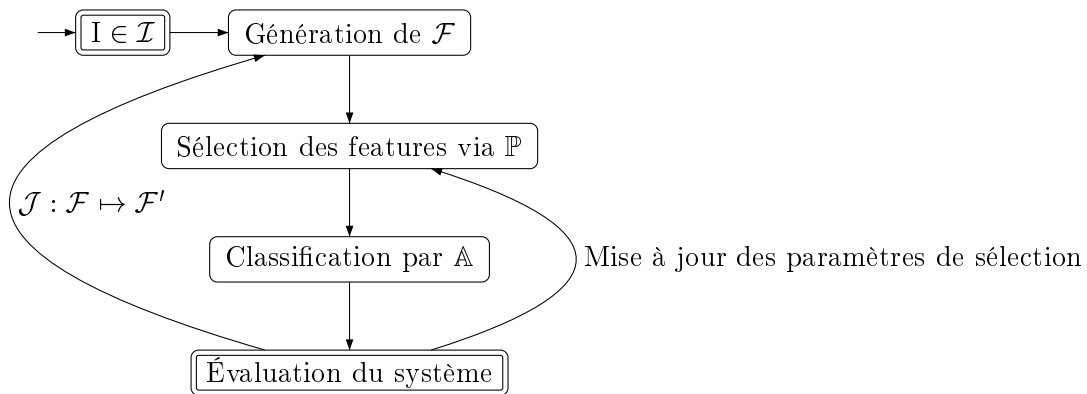 I ∈ ℐ
Génération de ℱ
Sélection des features via ℙ
𝒥 : ℱ ↦ ℱ′
Classification par 𝔸
Mise à jour des paramètres de sélection
Évaluation du système